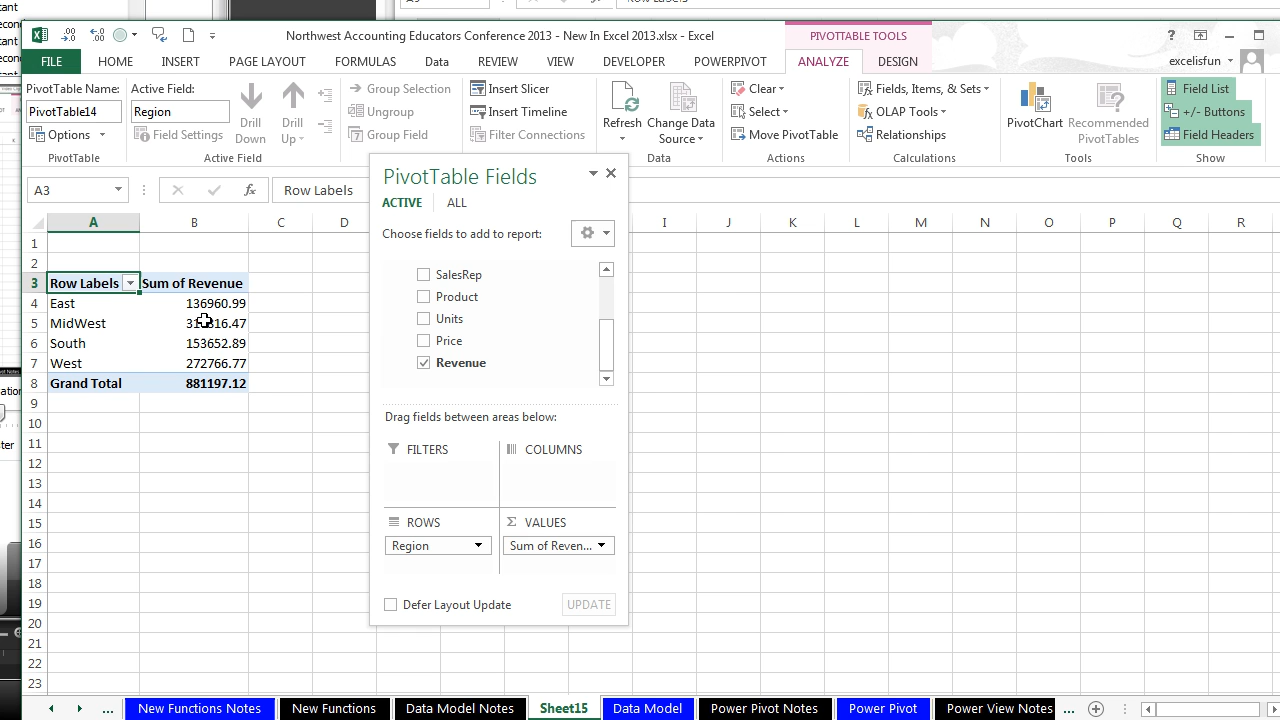 Northwest Accounting Educators Conference 2013 - New In Excel 2013.xlsx - Excel
PIVOTTABLE TOOLS
FILE HOME INSERT PAGE LAYOUT FORMULAS Data REVIEW VIEW DEVELOPER POWERPIVOT ANALYZE DESIGN excelisfun
PivotTable Name:
PivotTable14
Options
PivotTable
Active Field:
Region
Field Settings
Drill Down
Drill Up
Active Field
Group Selection
Ungroup
Group Field
Insert Slicer
Insert Timeline
Filter Connections
Refresh
Change Data Source
Data
Clear
Select
Move PivotTable
Actions
Fields, Items, & Sets
OLAP Tools
Relationships
Calculations
PivotChart
Recommended PivotTables
Tools
Field List
+/- Buttons
Field Headers
Show
A3 fx Row Labels
A B C D I J K L M N O P Q R
1
2
3 Row Labels Sum of Revenue
4 East 136960.99
5 MidWest
6 South 153652.89
7 West 272766.77
8 Grand Total 881197.12
9
10
11
12
13
14
15
16
17
18
19
20
21
22
23
PivotTable Fields
ACTIVE ALL
Choose fields to add to report:
SalesRep
Product
Units
Price
Revenue
Drag fields between areas below:
FILTERS
COLUMNS
ROWS
Region
VALUES
Sum of Reven...
Defer Layout Update
UPDATE
... New Functions Notes New Functions Data Model Notes Sheet15 Data Model Power Pivot Notes Power Pivot Power View Notes ...